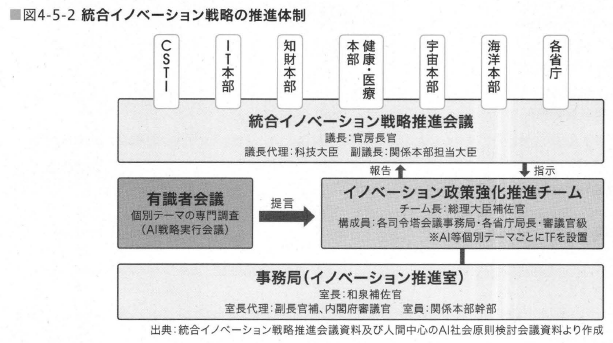 ■図4-5-2 統合イノベーション戦略の推進体制
CSTI
IT本部
知財本部
健康・医療
本部
宇宙本部
海洋本部
各省庁
統合イノベーション戦略推進会議
議長:官房長官
議長代理:科技大臣 副議長:関係本部担当大臣
報告
指示
有識者会議
個別テーマの専門調査
(AI戦略実行会議)
提言
イノベーション政策強化推進チーム
チーム長:総理大臣補佐官
構成員:各司令塔会議事務局・各省庁局長・審議官級
※AI等個別テーマごとにTFを設置
事務局(イノベーション推進室)
室長:和泉補佐官
室長代理:副長官補、内閣府審議官 室員:関係本部幹部
出典:統合イノベーション戦略推進会議資料及び人間中心のAI社会原則検討会議資料より作成